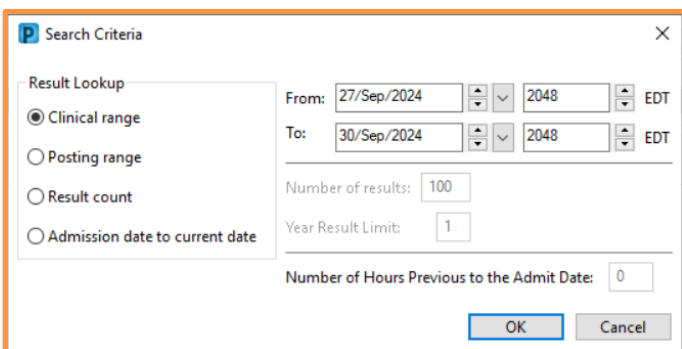 P Search Criteria
Result Lookup
Clinical range
Posting range
Result count
Admission date to current date
From: 27/Sep/2024 2048 EDT
To: 30/Sep/2024 2048 EDT
Number of results: 100
Year Result Limit: 1
Number of Hours Previous to the Admit Date: 0
OK Cancel